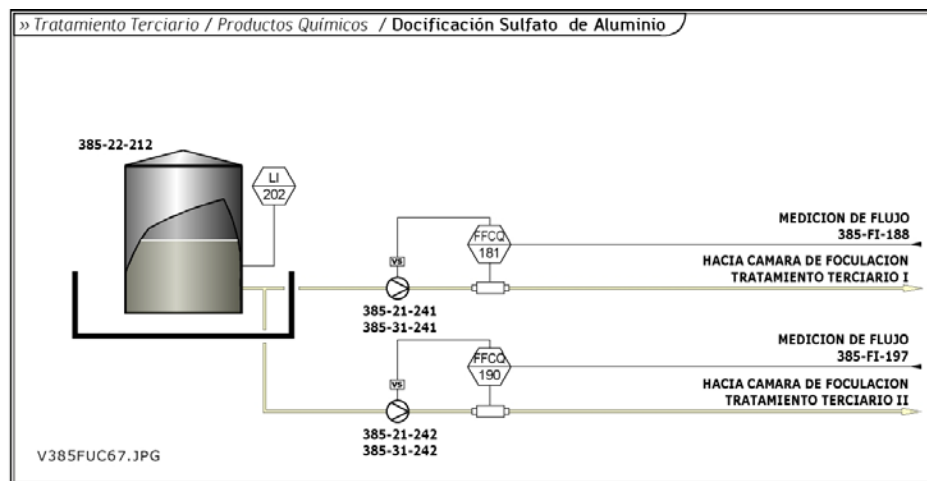 » Tratamiento Terciario / Productos Químicos / Docificación Sulfato de Aluminio
385-22-212
LI
202
MEDICION DE FLUJO
385-FI-188
FFCQ
181
VS
HACIA CAMARA DE FOCULACION
TRATAMIENTO TERCIARIO I
385-21-241
385-31-241
MEDICION DE FLUJO
385-FI-197
FFCQ
190
VS
HACIA CAMARA DE FOCULACION
TRATAMIENTO TERCIARIO II
385-21-242
385-31-242
V385FUC67.JPG